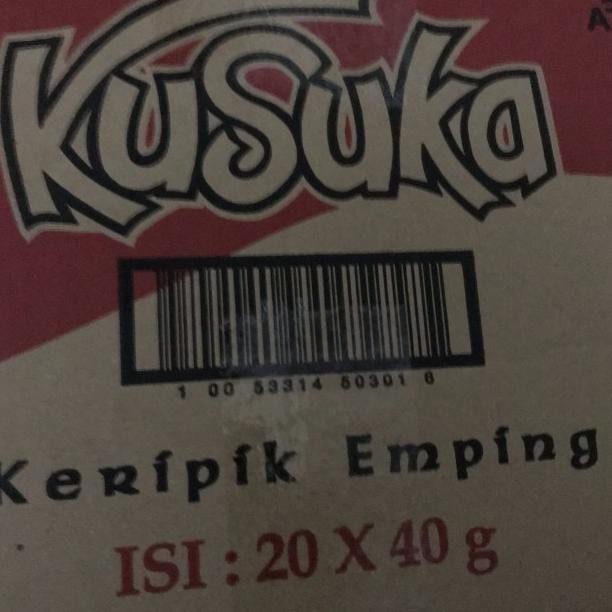 KuSuka
1 00 53314 50301 6
Keripik Emping
ISI : 20 X 40 g